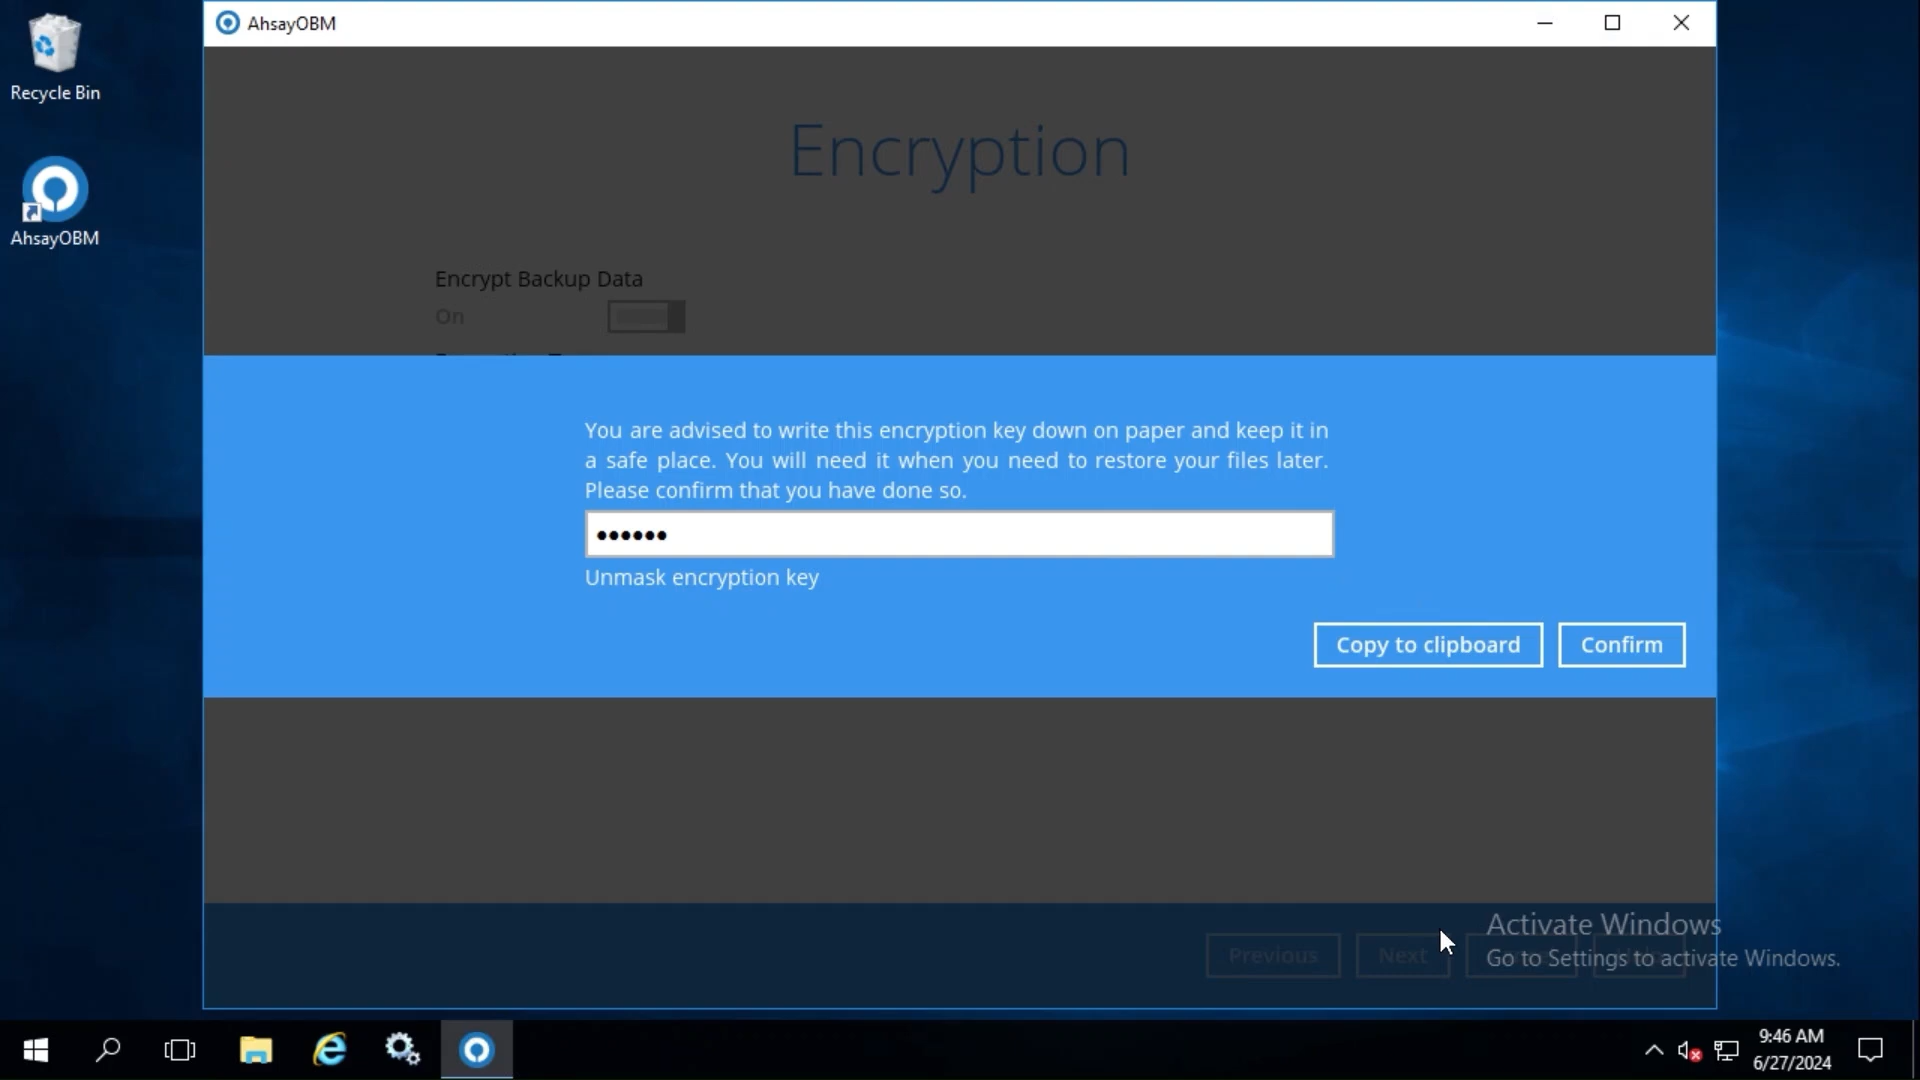 AhsayOBM
Recycle Bin
AhsayOBM
Encryption
Encrypt Backup Data
On
You are advised to write this encryption key down on paper and keep it in
a safe place. You will need it when you need to restore your files later.
Please confirm that you have done so.
••••••
Unmask encryption key
Copy to clipboard
Confirm
Previous
Next
Activate Windows
Go to Settings to activate Windows.
9:46 AM
6/27/2024